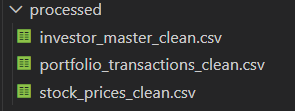 processed
investor_master_clean.csv
portfolio_transactions_clean.csv
stock_prices_clean.csv